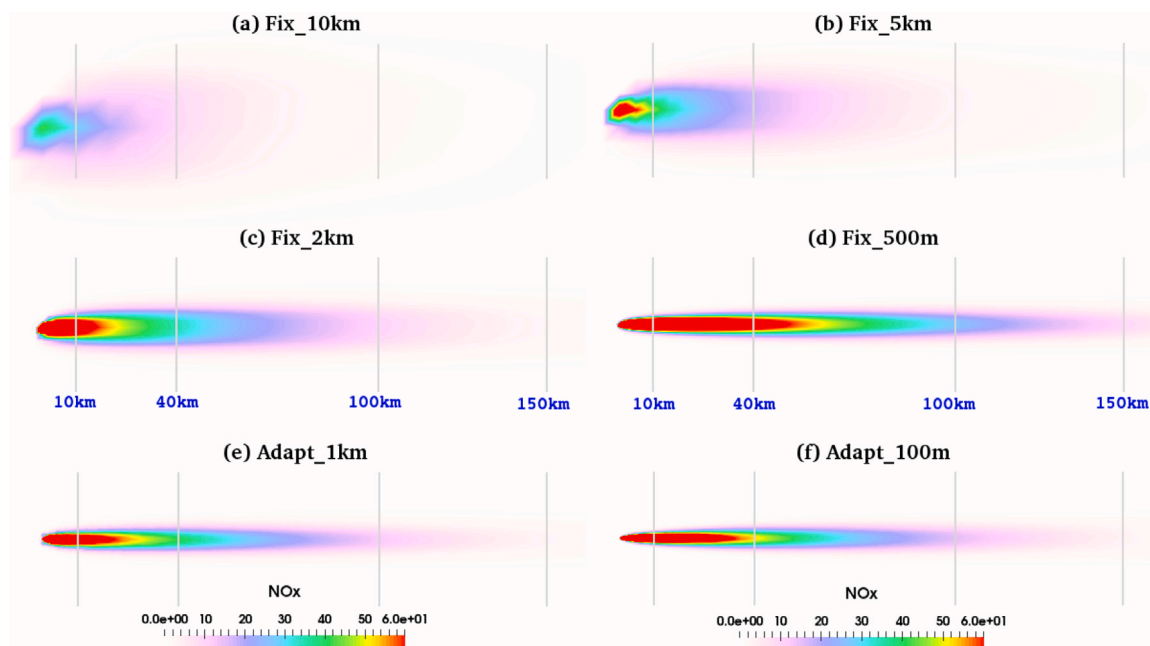 (a) Fix_10km
(b) Fix_5km
(c) Fix_2km
(d) Fix_500m
10km 40km 100km 150km
10km 40km 100km 150km
(e) Adapt_1km
(f) Adapt_100m
NOx
0.0e+00 10 20 30 40 50 6.0e+01
NOx
0.0e+00 10 20 30 40 50 6.0e+01